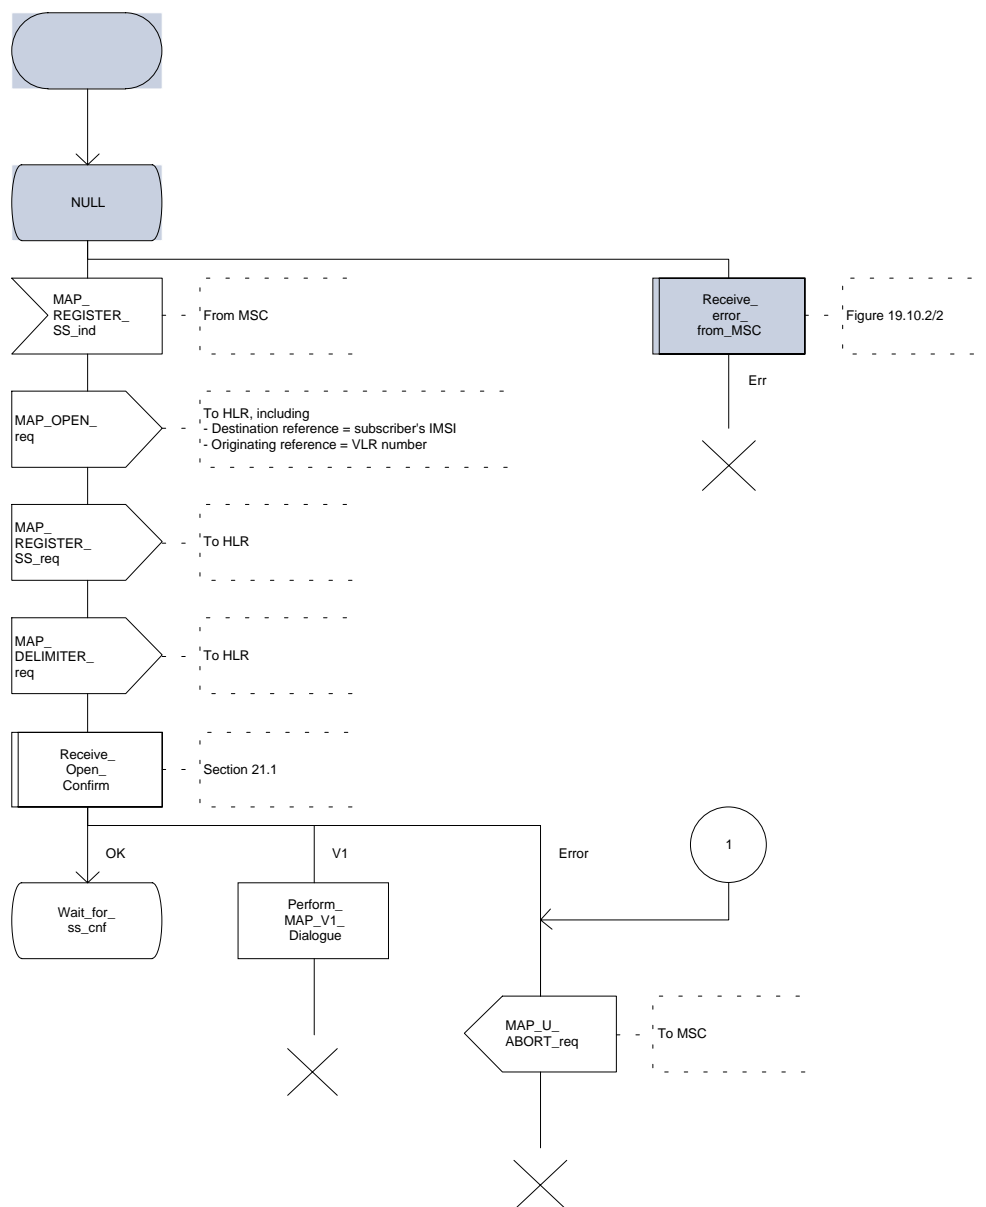 NULL
MAP_
REGISTER_
SS_ind
From MSC
Receive_
error_
from_MSC
Figure 19.10.2/2
Err
MAP_OPEN_
req
To HLR, including
- Destination reference = subscriber's IMSI
- Originating reference = VLR number
MAP_
REGISTER_
SS_req
To HLR
MAP_
DELIMITER_
req
To HLR
Receive_
Open_
Confirm
Section 21.1
OK
V1
Error
1
Wait_for_
ss_cnf
Perform_
MAP_V1_
Dialogue
MAP_U_
ABORT_req
To MSC